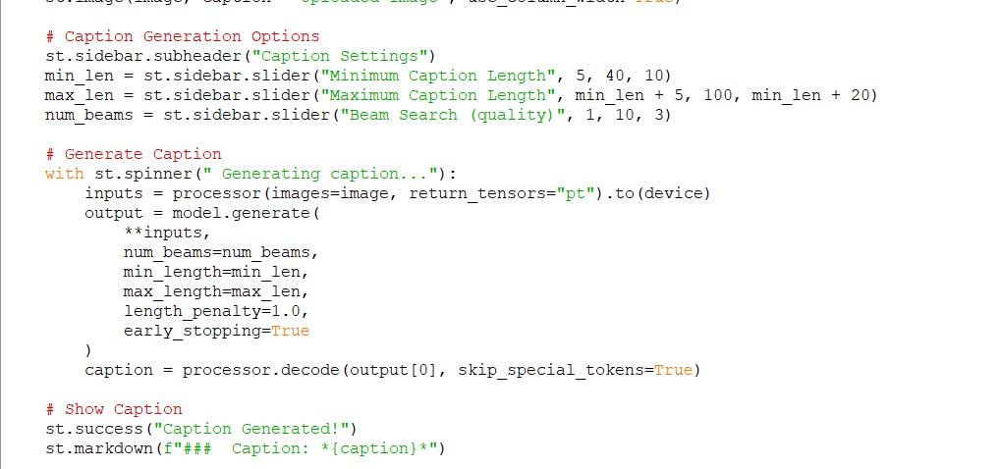 # Caption Generation Options
st.sidebar.subheader("Caption Settings")
min_len = st.sidebar.slider("Minimum Caption Length", 5, 40, 10)
max_len = st.sidebar.slider("Maximum Caption Length", min_len + 5, 100, min_len + 20)
num_beams = st.sidebar.slider("Beam Search (quality)", 1, 10, 3)

# Generate Caption
with st.spinner(" Generating caption..."):
    inputs = processor(images=image, return_tensors="pt").to(device)
    output = model.generate(
        **inputs,
        num_beams=num_beams,
        min_length=min_len,
        max_length=max_len,
        length_penalty=1.0,
        early_stopping=True
    )
    caption = processor.decode(output[0], skip_special_tokens=True)

# Show Caption
st.success("Caption Generated!")
st.markdown(f"###  Caption: *{caption}*")